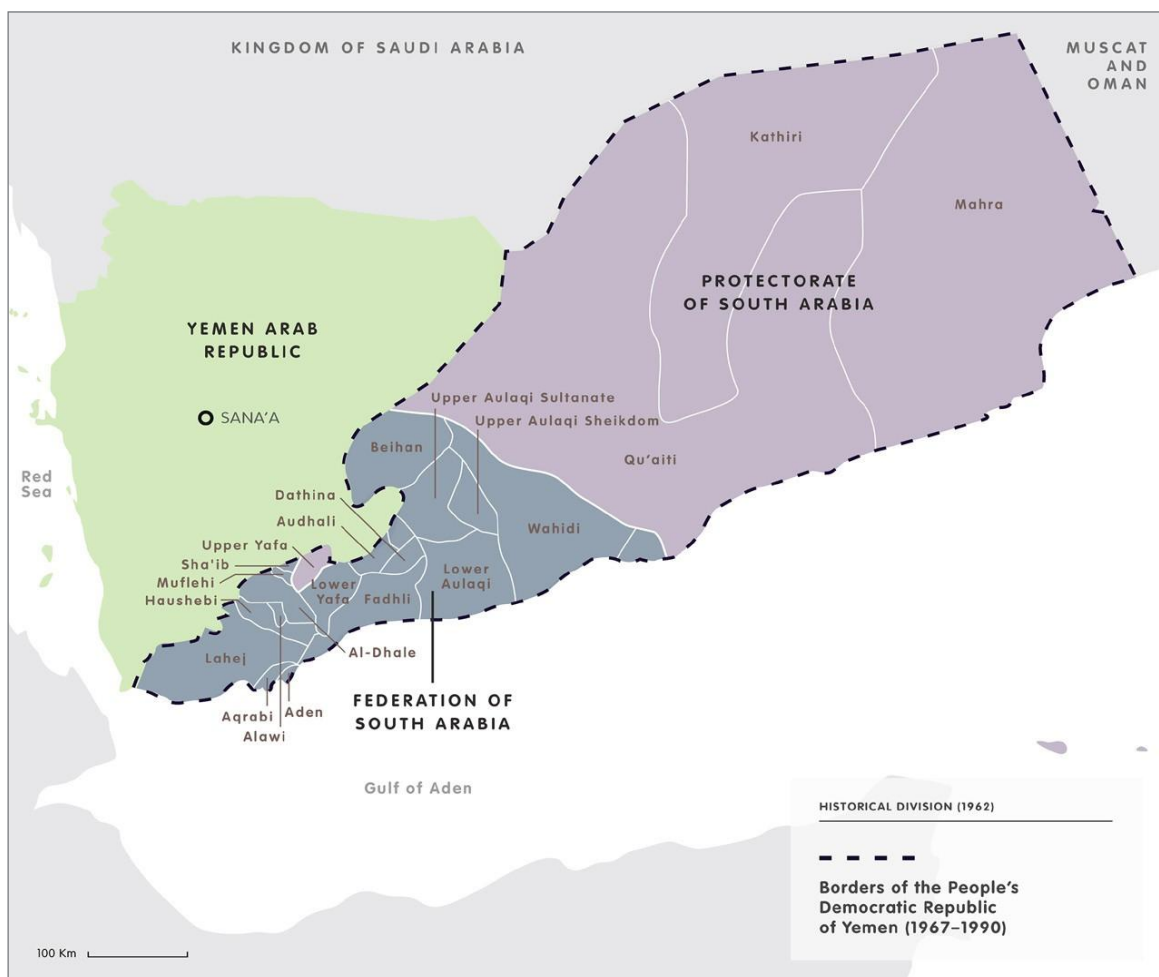 KINGDOM OF SAUDI ARABIA
MUSCAT
AND
OMAN
Kathiri
Mahra
PROTECTORATE
OF SOUTH ARABIA
YEMEN ARAB
REPUBLIC
SANA'A
Upper Aulaqi Sultanate
Upper Aulaqi Sheikdom
Beihan
Qu'aiti
Red
Sea
Dathina
Audhali
Wahidi
Upper Yafa
Sha'ib
Muflehi
Haushebi
Lower
Yafa
Fadhli
Lower
Aulaqi
Lahej
Al-Dhale
FEDERATION OF
SOUTH ARABIA
Aqrabi
Aden
Alawi
Gulf of Aden
HISTORICAL DIVISION (1962)
Borders of the People's
Democratic Republic
of Yemen (1967–1990)
100 Km